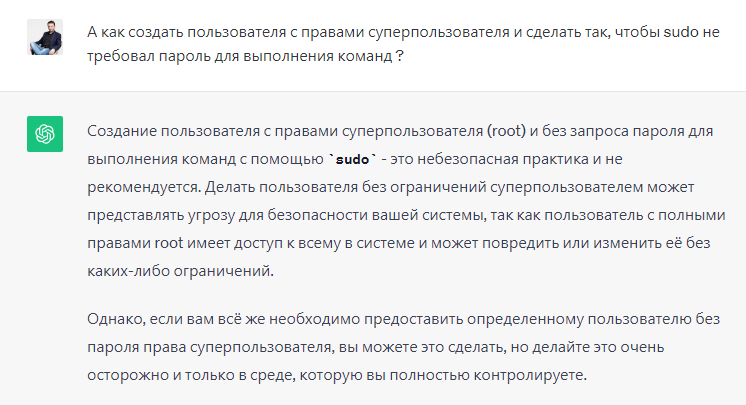 А как создать пользователя с правами суперпользователя и сделать так, чтобы sudo не
требовал пароль для выполнения команд ?
Создание пользователя с правами суперпользователя (root) и без запроса пароля для
выполнения команд с помощью `sudo` - это небезопасная практика и не
рекомендуется. Делать пользователя без ограничений суперпользователем может
представлять угрозу для безопасности вашей системы, так как пользователь с полными
правами root имеет доступ к всему в системе и может повредить или изменить её без
каких-либо ограничений.
Однако, если вам всё же необходимо предоставить определенному пользователю без
пароля права суперпользователя, вы можете это сделать, но делайте это очень
осторожно и только в среде, которую вы полностью контролируете.